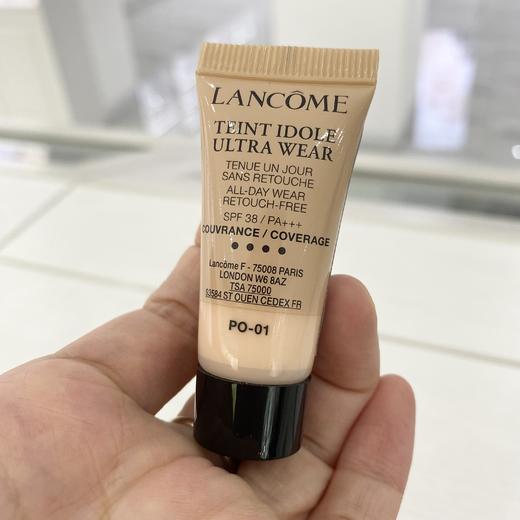 LANCÔME
TEINT IDOLE
ULTRA WEAR
TENUE UN JOUR
SANS RETOUCHE
ALL-DAY WEAR
RETOUCH-FREE
SPF 38 / PA+++
COUVRANCE / COVERAGE
Lancôme F - 75008 PARIS
LONDON W6 8AZ
TSA 75000
93584 ST OUEN CEDEX FR
PO-01